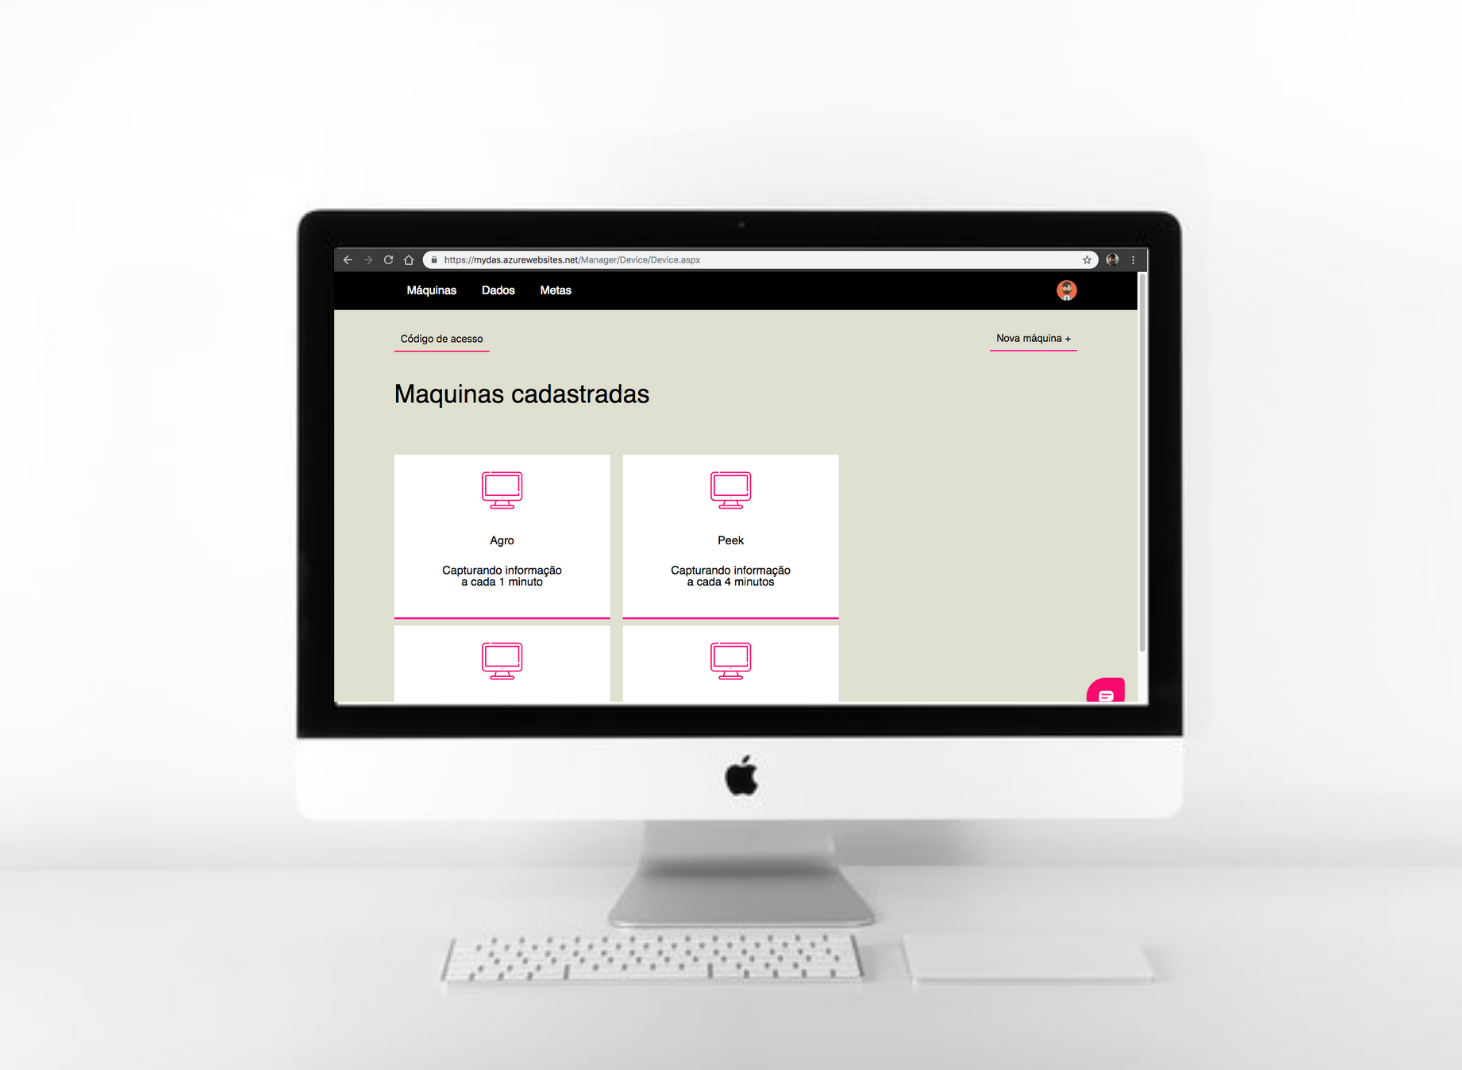 https://mydas.azurewebsites.net/Manager/Device/Device.aspx
Máquinas Dados Metas
Código de acesso
Nova máquina +
Maquinas cadastradas
Agro
Capturando informação
a cada 1 minuto
Peek
Capturando informação
a cada 4 minutos